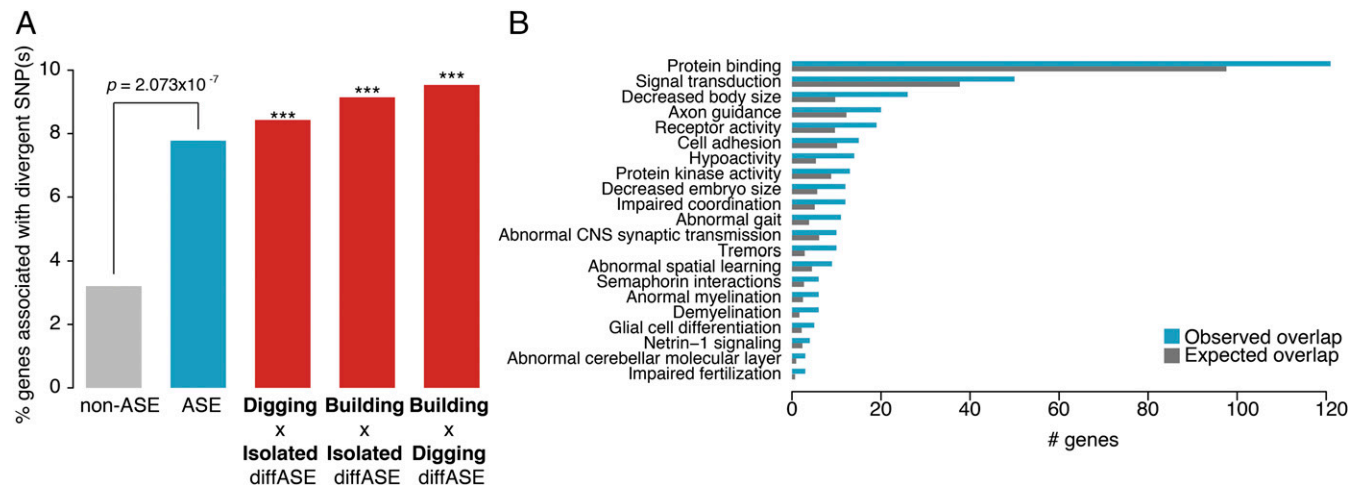 A
% genes associated with divergent SNP(s)
10
8
6
4
2
0
p = 2.073x10 -7
***
***
***
non-ASE
ASE
Digging
x
Isolated
diffASE
Building
x
Isolated
diffASE
Building
x
Digging
diffASE
B
Protein binding
Signal transduction
Decreased body size
Axon guidance
Receptor activity
Cell adhesion
Hypoactivity
Protein kinase activity
Decreased embryo size
Impaired coordination
Abnormal gait
Abnormal CNS synaptic transmission
Tremors
Abnormal spatial learning
Semaphorin interactions
Anormal myelination
Demyelination
Glial cell differentiation
Netrin−1 signaling
Abnormal cerebellar molecular layer
Impaired fertilization
Observed overlap
Expected overlap
0 20 40 60 80 100 120
# genes